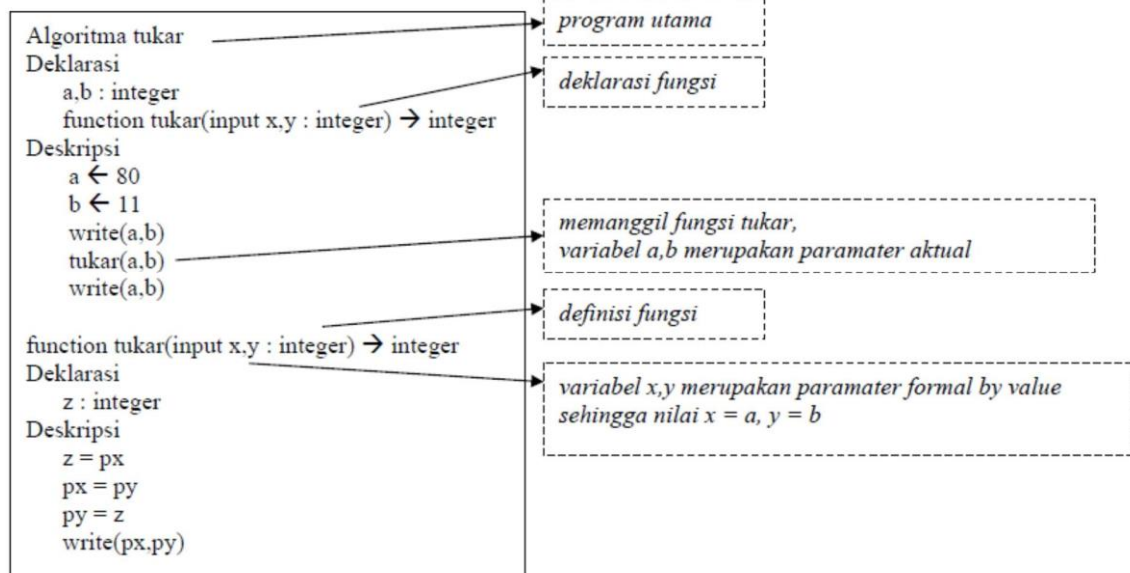 Algoritma tukar
Deklarasi
a,b : integer
function tukar(input x,y : integer) → integer
Deskripsi
a ← 80
b ← 11
write(a,b)
tukar(a,b)
write(a,b)
function tukar(input x,y : integer) → integer
Deklarasi
z : integer
Deskripsi
z = px
px = py
py = z
write(px,py)
program utama
deklarasi fungsi
memanggil fungsi tukar,
variabel a,b merupakan paramater aktual
definisi fungsi
variabel x,y merupakan paramater formal by value
sehingga nilai x = a, y = b